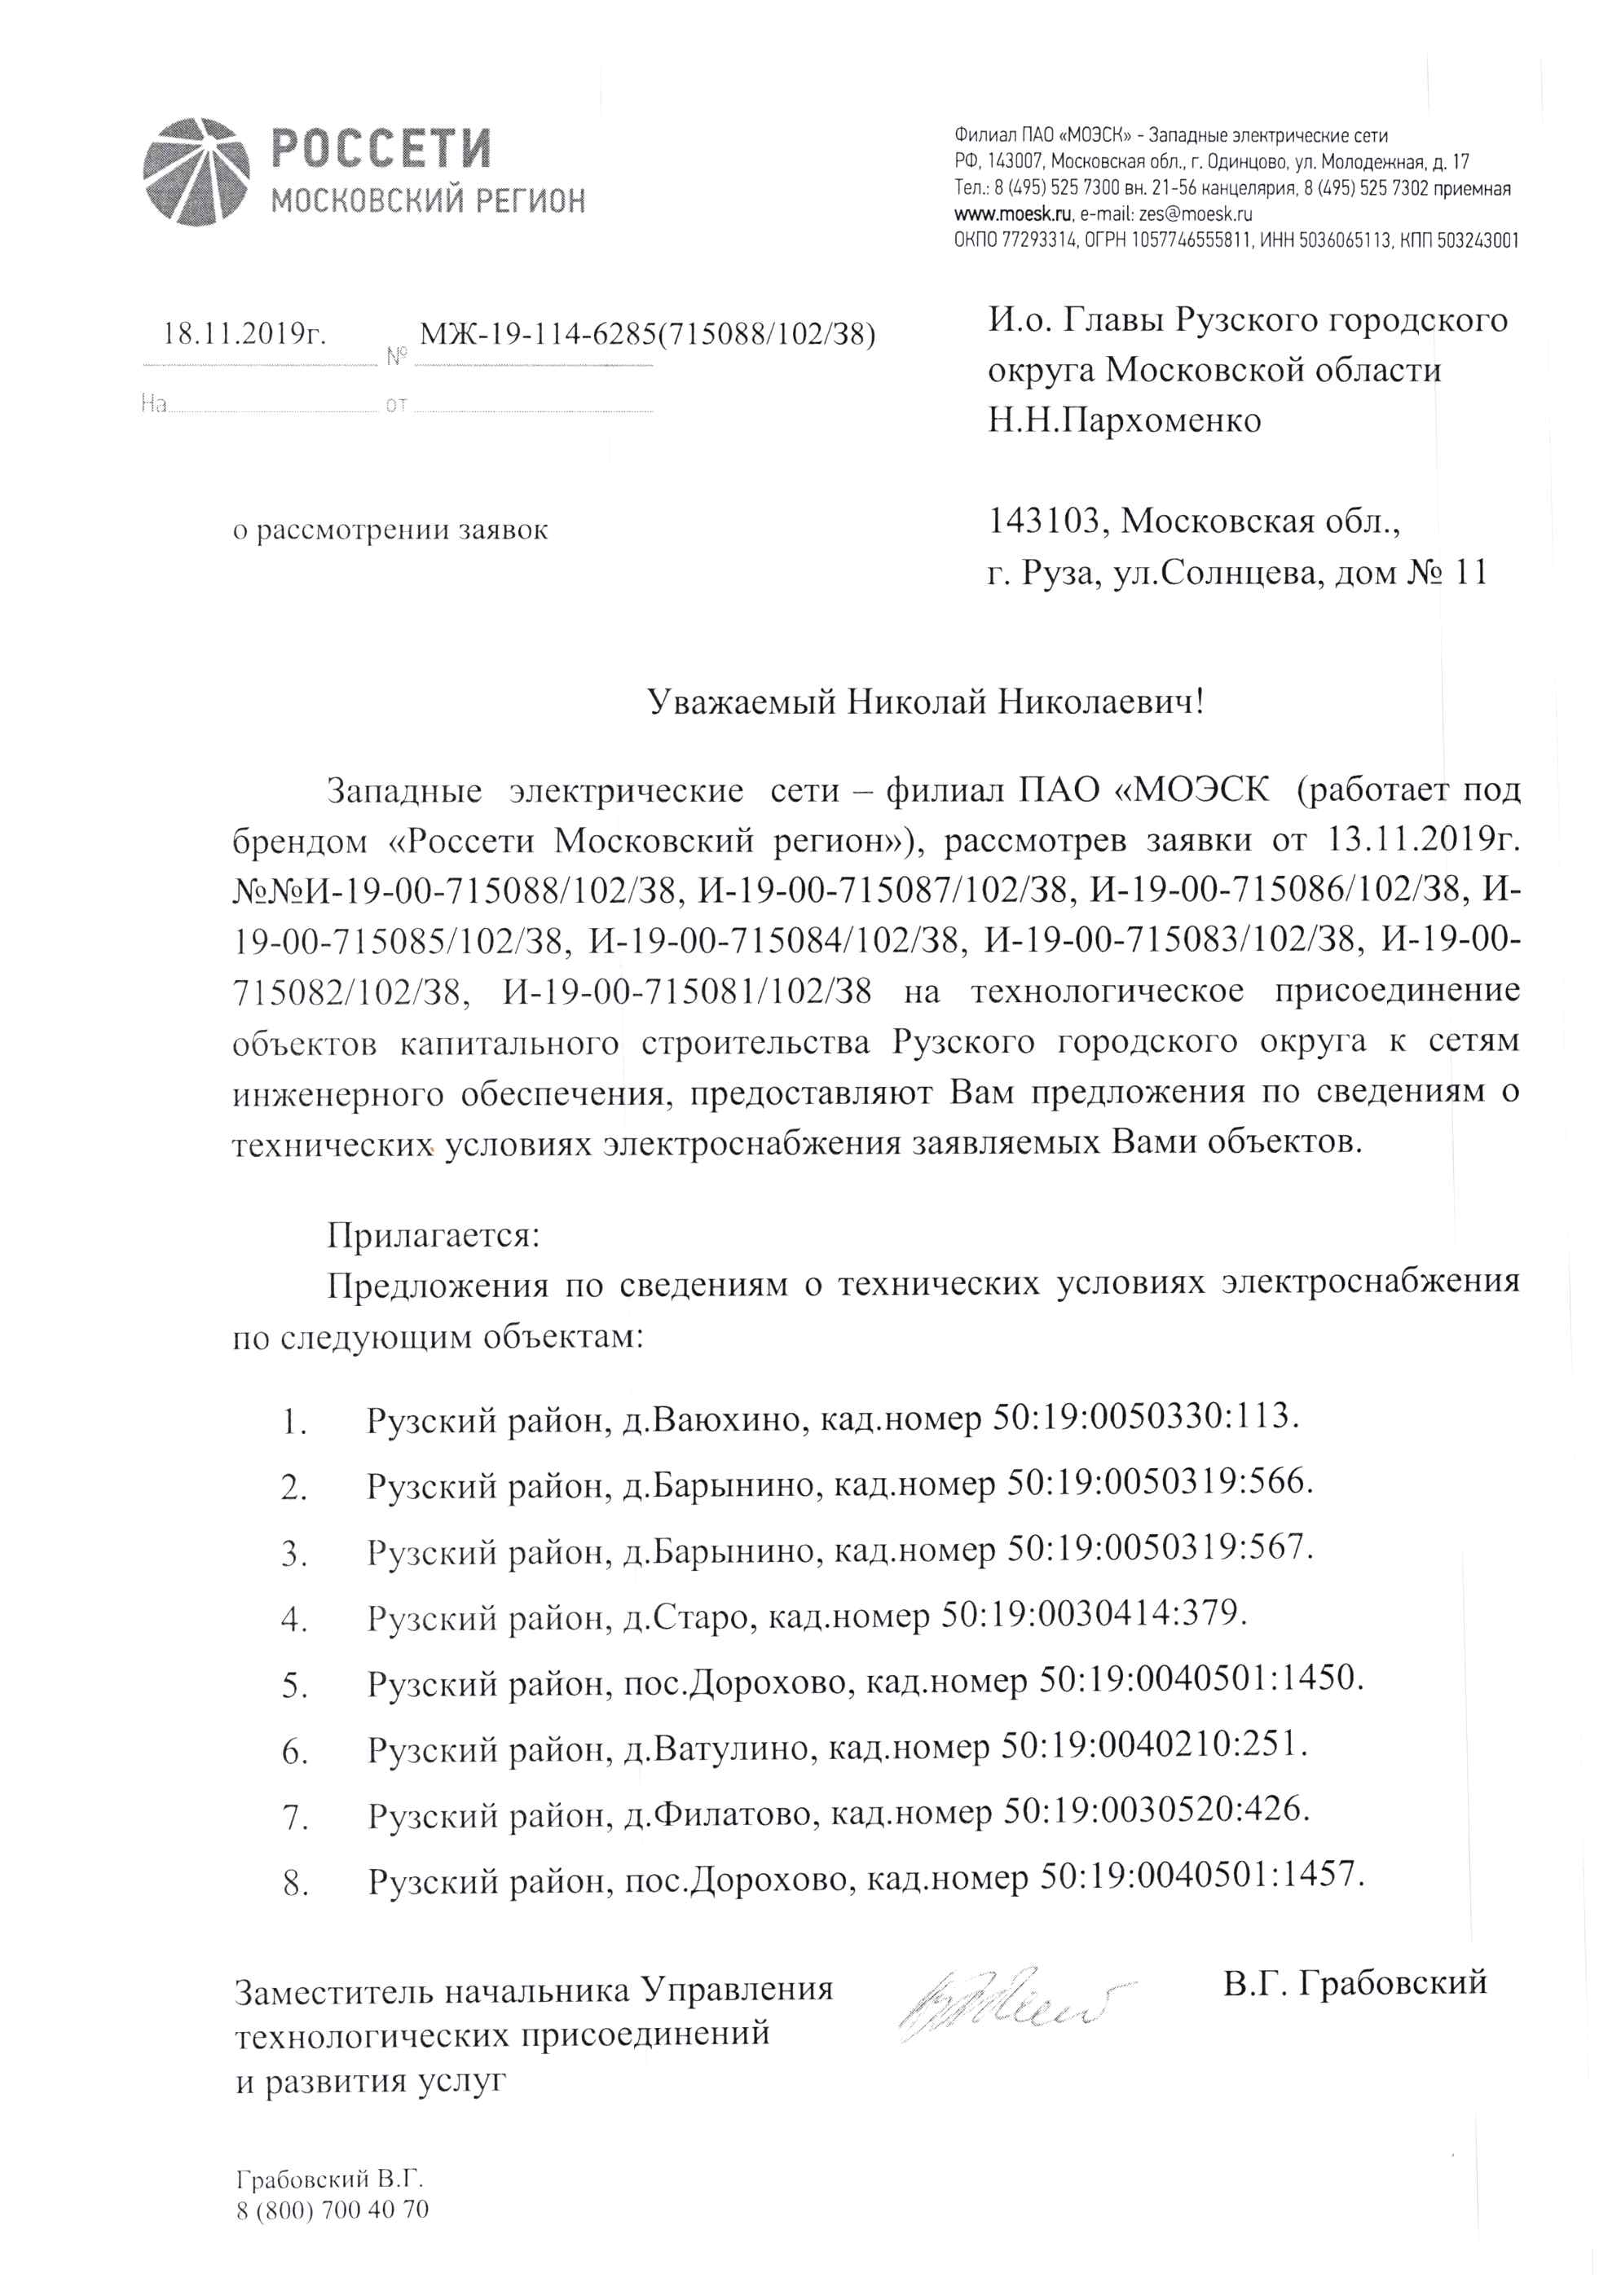 РОССЕТИ
МОСКОВСКИЙ РЕГИОН
Филиал ПАО «МОЭСК» - Западные электрические сети
РФ, 143007, Московская обл., г. Одинцово, ул. Молодежная, д. 17
Тел.: 8 (495) 525 7300 вн. 21-56 канцелярия, 8 (495) 525 7302 приемная
www.moesk.ru, e-mail: zes@moesk.ru
ОКПО 77293314, ОГРН 1057746555811, ИНН 5036065113, КПП 503243001
18.11.2019г. № МЖ-19-114-6285(715088/102/38)
На от
И.о. Главы Рузского городского
округа Московской области
Н.Н.Пархоменко
о рассмотрении заявок
143103, Московская обл.,
г. Руза, ул.Солнцева, дом № 11
Уважаемый Николай Николаевич!
Западные электрические сети – филиал ПАО «МОЭСК (работает под
брендом «Россети Московский регион»), рассмотрев заявки от 13.11.2019г.
№№И-19-00-715088/102/38, И-19-00-715087/102/38, И-19-00-715086/102/38, И-
19-00-715085/102/38, И-19-00-715084/102/38, И-19-00-715083/102/38, И-19-00-
715082/102/38, И-19-00-715081/102/38 на технологическое присоединение
объектов капитального строительства Рузского городского округа к сетям
инженерного обеспечения, предоставляют Вам предложения по сведениям о
технических условиях электроснабжения заявляемых Вами объектов.
Прилагается:
Предложения по сведениям о технических условиях электроснабжения
по следующим объектам:
1. Рузский район, д.Ваюхино, кад.номер 50:19:0050330:113.
2. Рузский район, д.Барынино, кад.номер 50:19:0050319:566.
3. Рузский район, д.Барынино, кад.номер 50:19:0050319:567.
4. Рузский район, д.Старо, кад.номер 50:19:0030414:379.
5. Рузский район, пос.Дорохово, кад.номер 50:19:0040501:1450.
6. Рузский район, д.Ватулино, кад.номер 50:19:0040210:251.
7. Рузский район, д.Филатово, кад.номер 50:19:0030520:426.
8. Рузский район, пос.Дорохово, кад.номер 50:19:0040501:1457.
Заместитель начальника Управления
технологических присоединений
и развития услуг
В.Г. Грабовский
Грабовский В.Г.
8 (800) 700 40 70